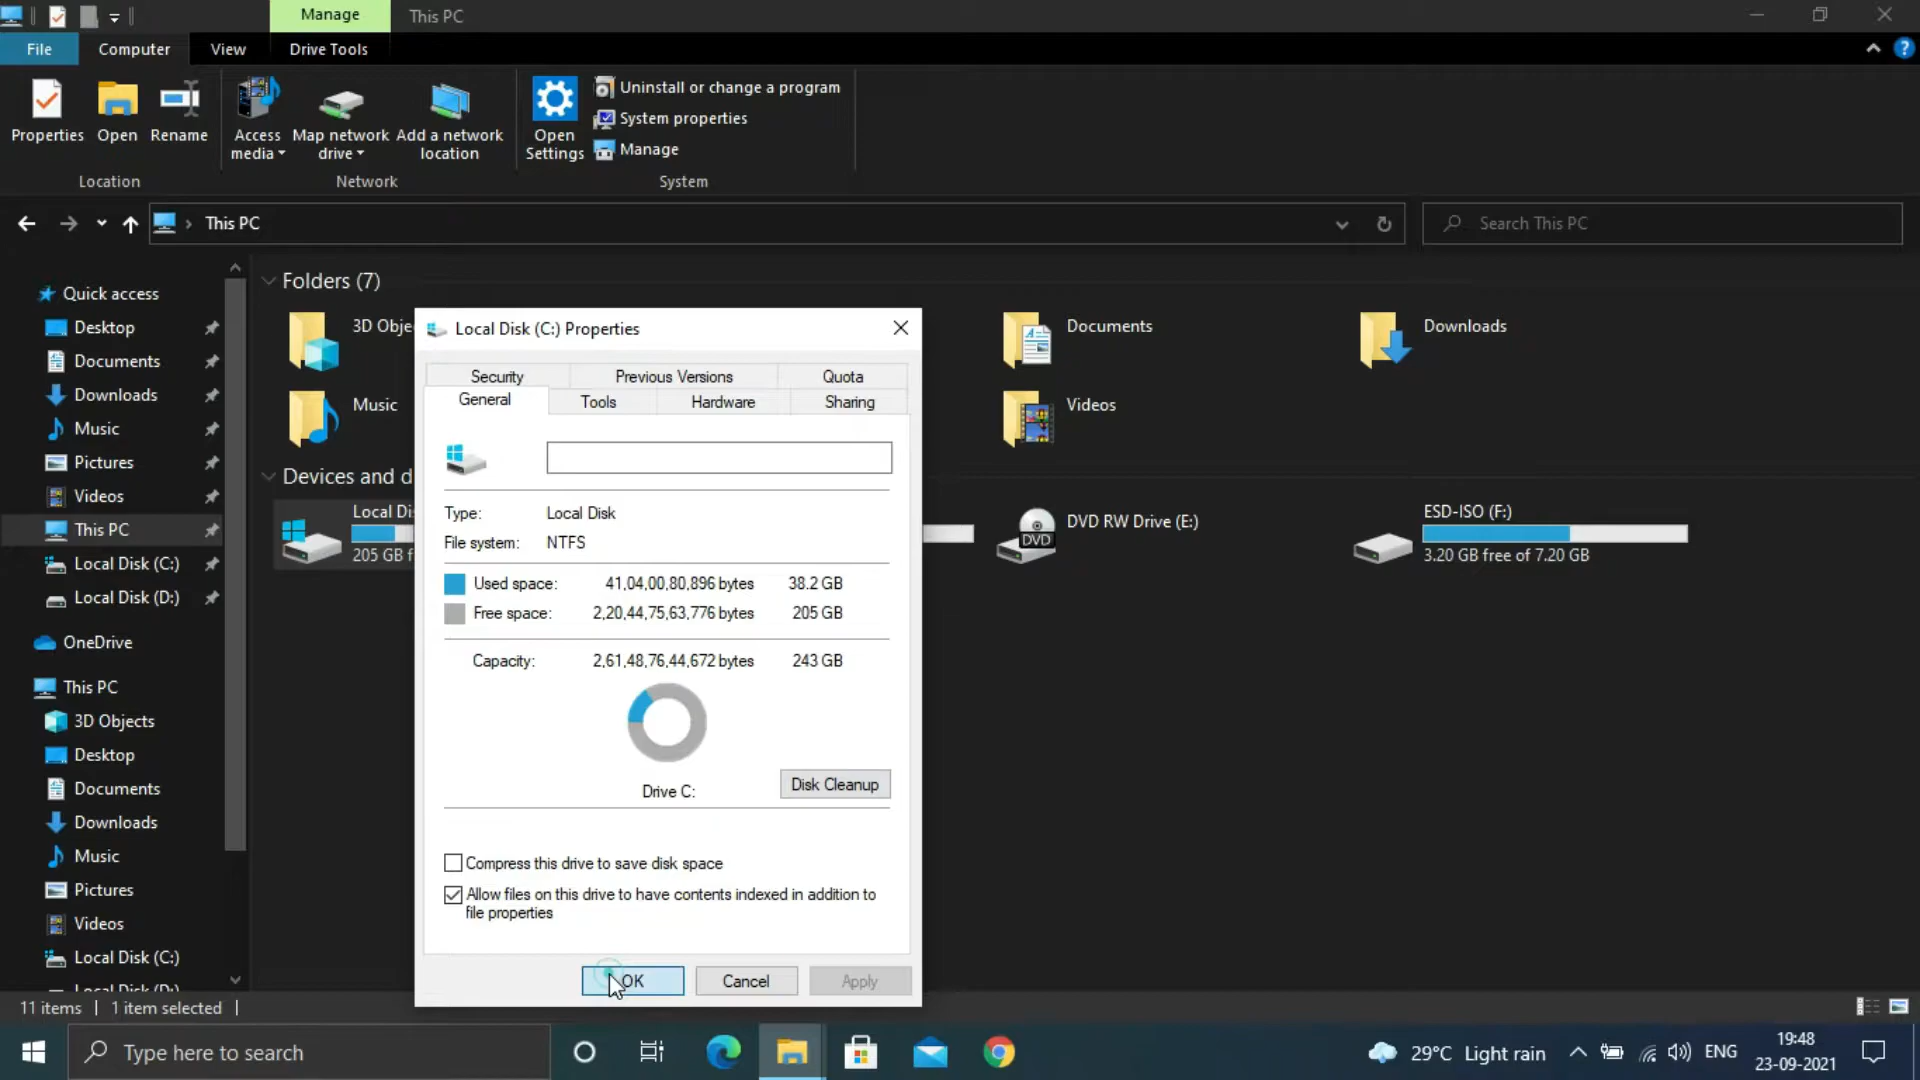 Manage
This PC
File
Computer
View
Drive Tools
Properties
Open
Rename
Access
media
Map network
drive
Add a network
location
Open
Settings
Uninstall or change a program
System properties
Manage
Location
Network
System
This PC
Search This PC
Quick access
Desktop
Documents
Downloads
Music
Pictures
Videos
This PC
Local Disk (C:)
Local Disk (D:)
OneDrive
This PC
3D Objects
Desktop
Documents
Downloads
Music
Pictures
Videos
Local Disk (C:)
Local Disk (D:)
Folders (7)
3D Obje
Documents
Downloads
Music
Videos
Devices and d
Local Di
205 GB f
DVD
DVD RW Drive (E:)
ESD-ISO (F:)
3.20 GB free of 7.20 GB
Local Disk (C:) Properties
Security
Previous Versions
Quota
General
Tools
Hardware
Sharing
Type: Local Disk
File system: NTFS
Used space: 41,04,00,80,896 bytes 38.2 GB
Free space: 2,20,44,75,63,776 bytes 205 GB
Capacity: 2,61,48,76,44,672 bytes 243 GB
Drive C:
Disk Cleanup
Compress this drive to save disk space
Allow files on this drive to have contents indexed in addition to
file properties
OK
Cancel
Apply
11 items
1 item selected
Type here to search
29°C Light rain
ENG
19:48
23-09-2021